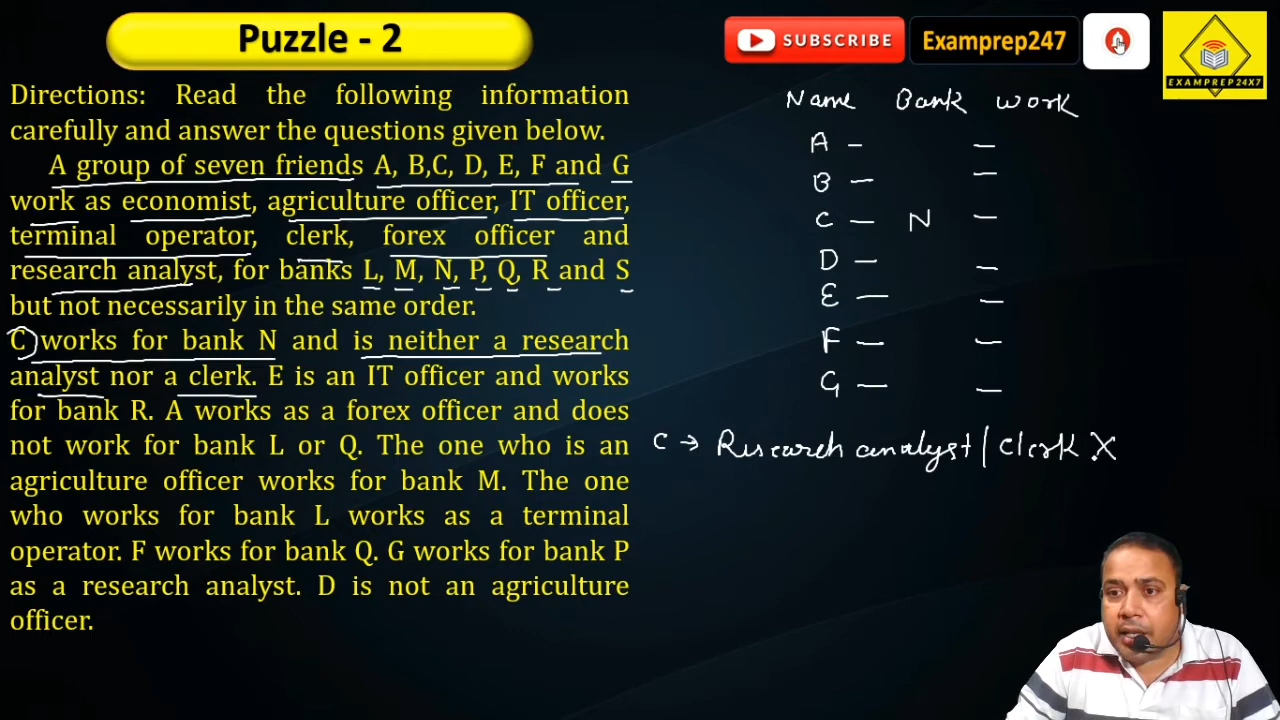 Puzzle - 2
SUBSCRIBE
Examprep247
EXAMPREP24X7
Directions: Read the following information
carefully and answer the questions given below.
A group of seven friends A, B,C, D, E, F and G
work as economist, agriculture officer, IT officer,
terminal operator, clerk, forex officer and
research analyst, for banks L, M, N, P, Q, R and S
but not necessarily in the same order.
C works for bank N and is neither a research
analyst nor a clerk. E is an IT officer and works
for bank R. A works as a forex officer and does
not work for bank L or Q. The one who is an
agriculture officer works for bank M. The one
who works for bank L works as a terminal
operator. F works for bank Q. G works for bank P
as a research analyst. D is not an agriculture
officer.
Name Bank Work
A - -
B - -
C - N -
D - -
E - -
F - -
G - -
C → Research analyst / Clerk X